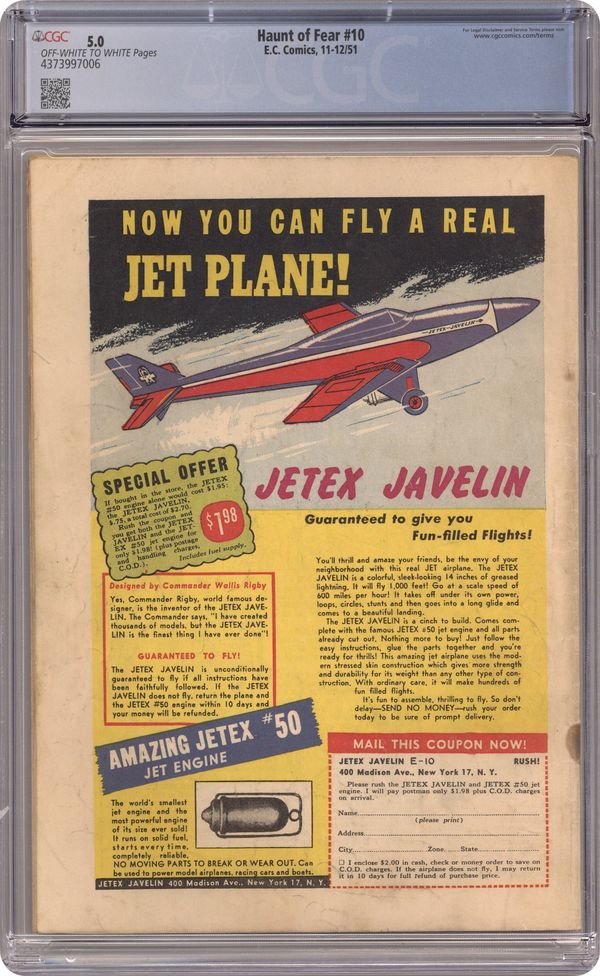 CGC 5.0
OFF-WHITE TO WHITE Pages
4373997006
Haunt of Fear #10
E.C. Comics, 11-12/51
For Legal Disclaimer and Service Terms please visit
www.cgccomics.com/terms
CGC
NOW YOU CAN FLY A REAL
JET PLANE!
JETEX-JAVELIN
SPECIAL OFFER
If bought in the store, the JETEX
#50 engine alone would cost $1.95;
the JETEX JAVELIN,
$.75, a total cost of $2.70.
Rush the coupon and
you get both the JETEX
JAVELIN and the JET-
EX #50 jet engine for
only $1.98! (plus postage
and handling charges,
C.O.D.).
Includes fuel supply.
$1.98
JETEX JAVELIN
Guaranteed to give you
Fun-filled Flights!
Designed by Commander Wallis Rigby
Yes, Commander Rigby, world famous de-
signer, is the inventor of the JETEX JAVE-
LIN. The Commander says, "I have created
thousands of models, but the JETEX JAVE-
LIN is the finest thing I have ever done"!
GUARANTEED TO FLY!
The JETEX JAVELIN is unconditionally
guaranteed to fly if all instructions have
been faithfully followed. If the JETEX
JAVELIN does not fly, return the plane and
the JETEX #50 engine within 10 days and
your money will be refunded.
You'll thrill and amaze your friends, be the envy of your
neighborhood with this real JET airplane. The JETEX
JAVELIN is a colorful, sleek-looking 14 inches of greased
lightning. It will fly 1,000 feet! Go at a scale speed of
600 miles per hour! It takes off under its own power,
loops, circles, stunts and then goes into a long glide and
comes to a beautiful landing.
The JETEX JAVELIN is a cinch to build. Comes com-
plete with the famous JETEX #50 jet engine and all parts
already cut out. Nothing more to buy! Just follow the
easy instructions, glue the parts together and you're
ready for thrills! This amazing jet airplane uses the mod-
ern stressed skin construction which gives more strength
and durability for its weight than any other type of con-
struction. With ordinary care, it will make hundreds of
fun filled flights.
It's fun to assemble, thrilling to fly. So don't
delay—SEND NO MONEY—rush your order
today to be sure of prompt delivery.
AMAZING JETEX #50
JET ENGINE
The world's smallest
jet engine and the
most powerful engine
of its size ever sold!
It runs on solid fuel,
starts every time,
completely reliable,
NO MOVING PARTS TO BREAK OR WEAR OUT. Can
be used to power model airplanes, racing cars and boats.
JETEX JAVELIN 400 Madison Ave., New York 17, N. Y.
MAIL THIS COUPON NOW!
JETEX JAVELIN E-10 RUSH!
400 Madison Ave., New York 17, N. Y.
Please rush the JETEX JAVELIN and JETEX #50 jet
engine. I will pay postman only $1.98 plus C.O.D. charges
on arrival.
Name
(please print)
Address
City Zone State
☐ I enclose $2.00 in cash, check or money order to save on
C.O.D. charges. If the airplane does not fly, I may return
it in 10 days for full refund of purchase price.